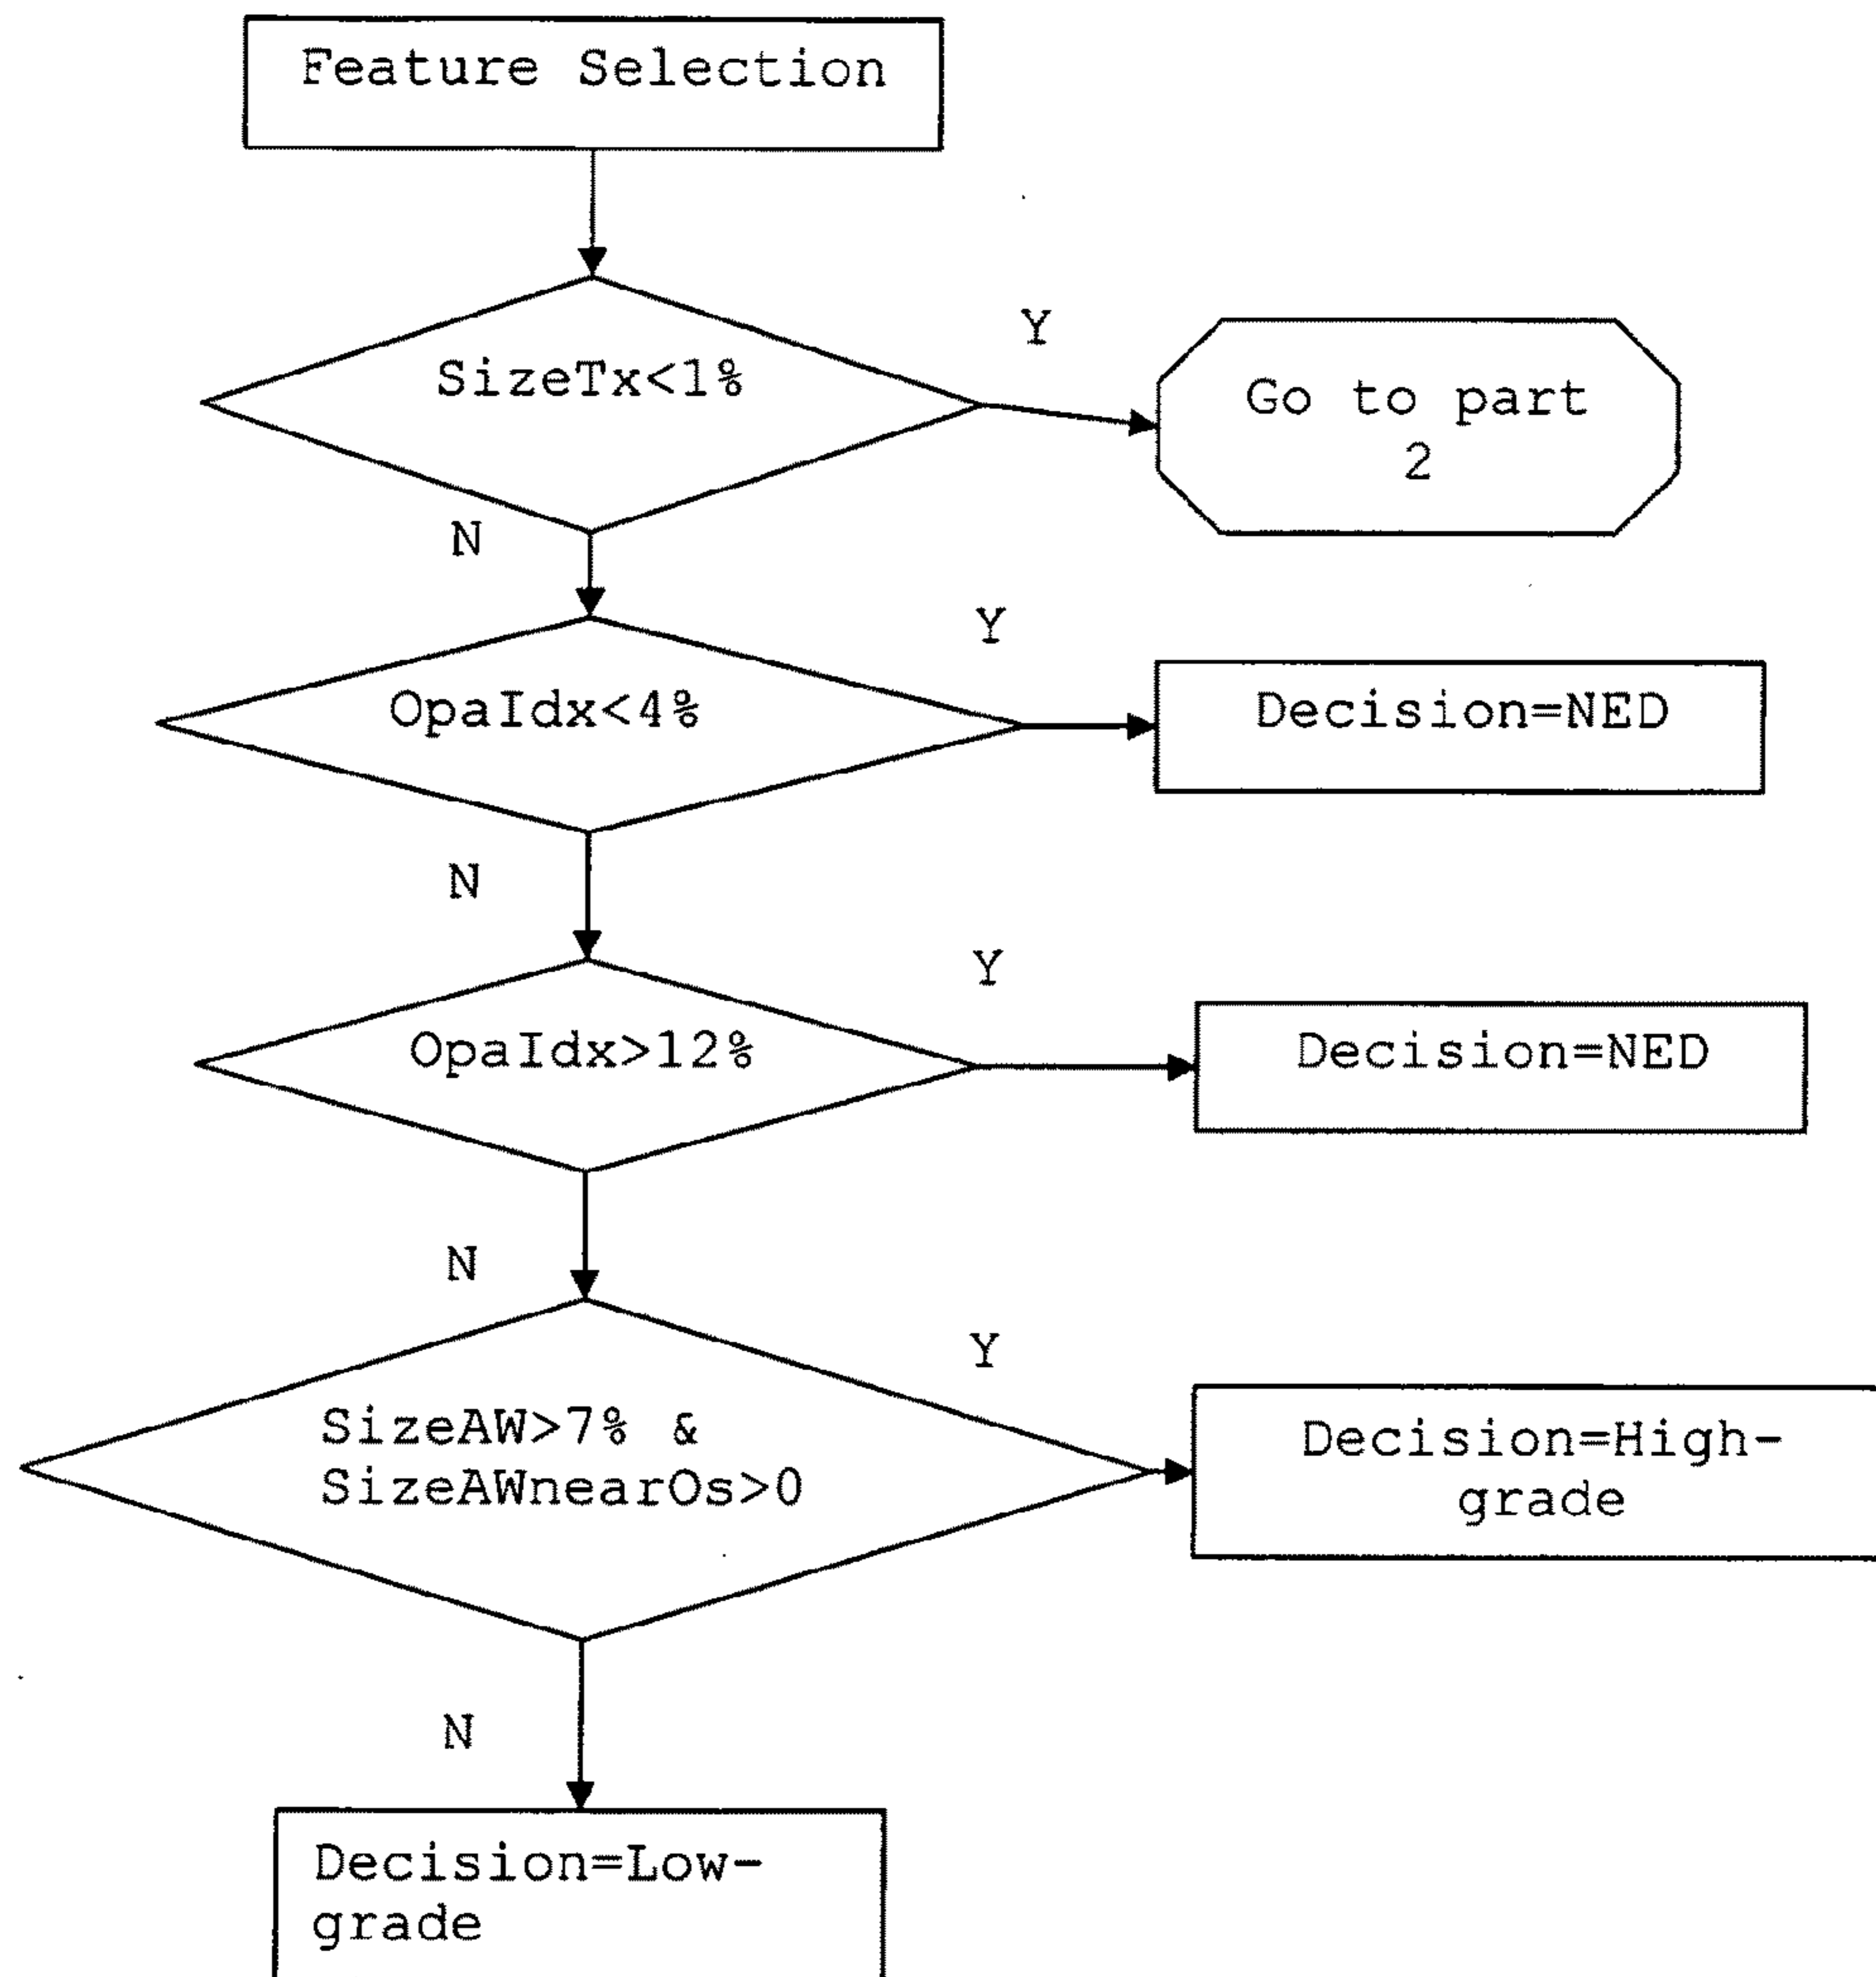 Feature Selection
SizeTx<1%
Y
Go to part
2
N
OpaIdx<4%
Y
Decision=NED
N
OpaIdx>12%
Y
Decision=NED
N
SizeAW>7% &
SizeAWnearOs>0
Y
Decision=High-
grade
N
Decision=Low-
grade